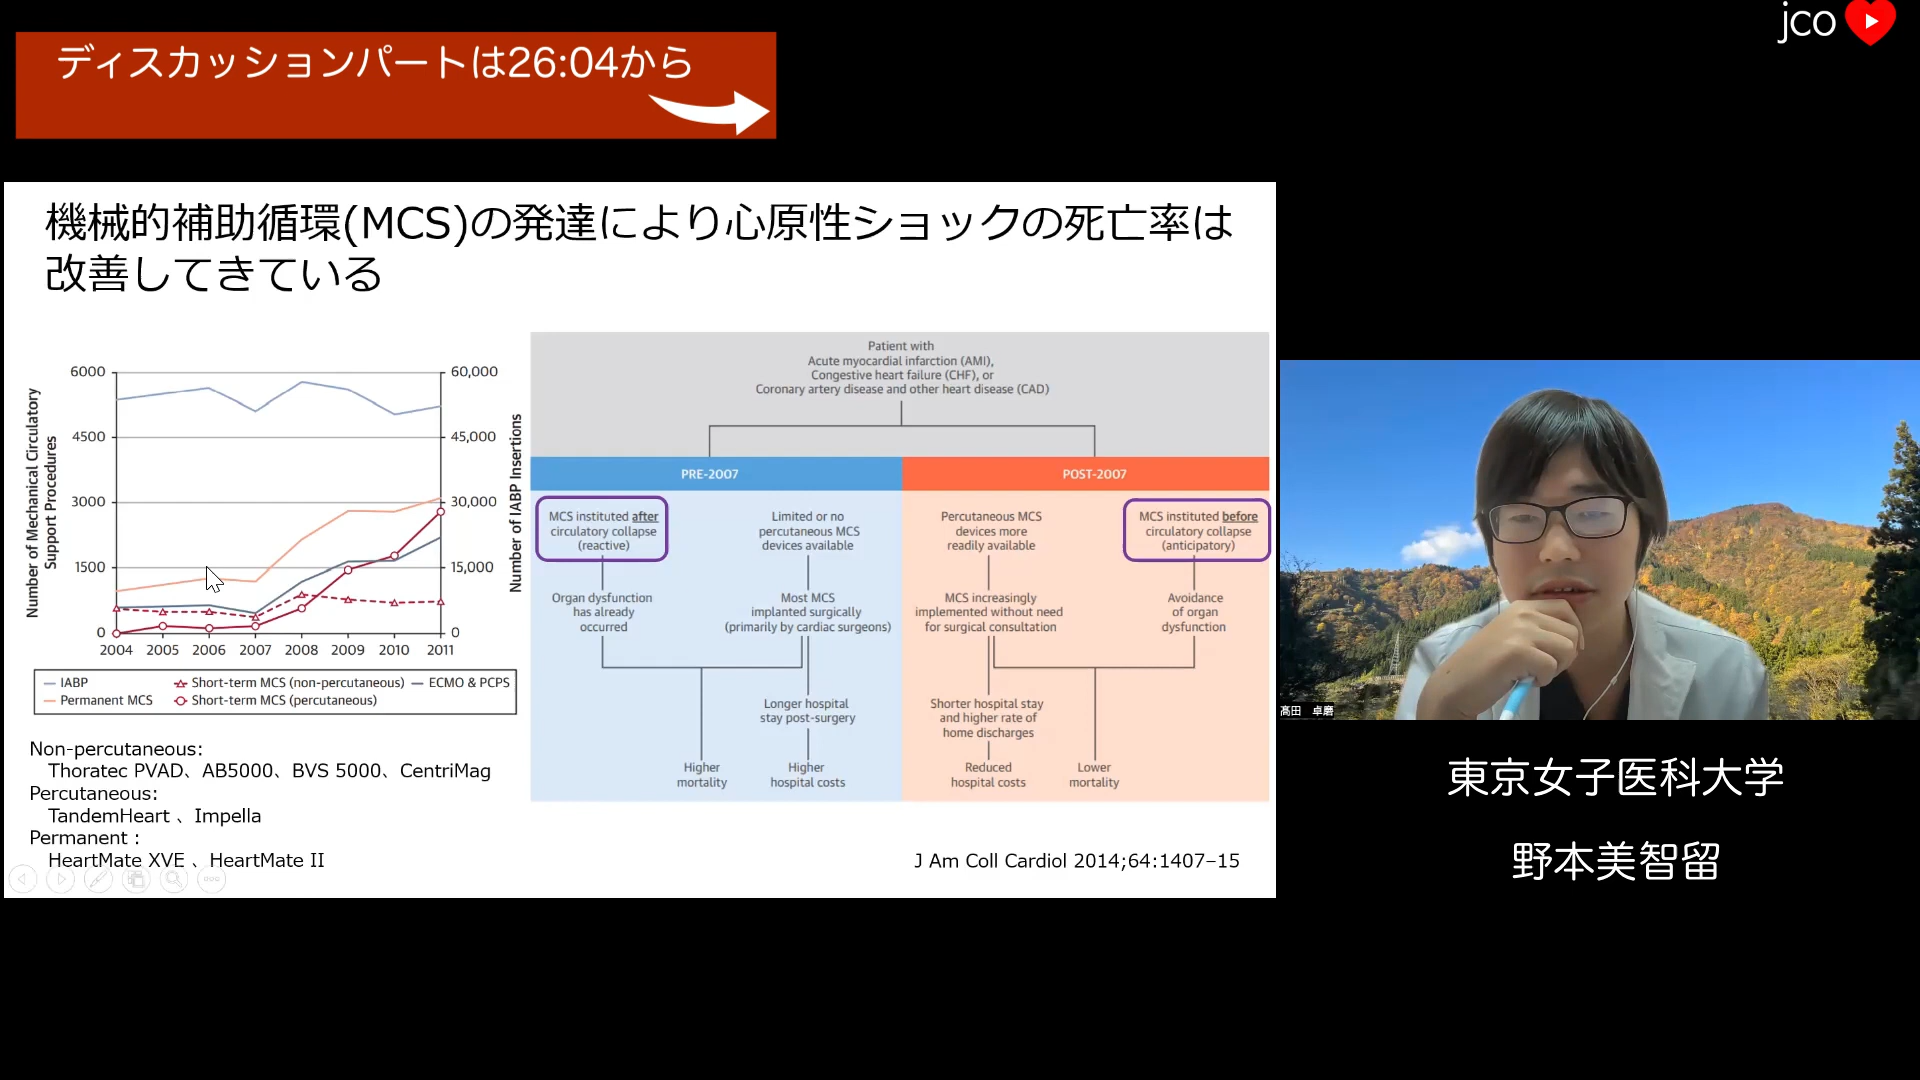 jco
ディスカッションパートは26:04から
機械的補助循環(MCS)の発達により心原性ショックの死亡率は
改善してきている
Number of Mechanical Circulatory
Support Procedures
6000
4500
3000
1500
0
60,000
45,000
30,000
15,000
0
Number of IABP Insertions
2004 2005 2006 2007 2008 2009 2010 2011
IABP Short-term MCS (non-percutaneous) ECMO & PCPS
Permanent MCS Short-term MCS (percutaneous)
Non-percutaneous:
Thoratec PVAD、AB5000、BVS 5000、CentriMag
Percutaneous:
TandemHeart 、Impella
Permanent :
HeartMate XVE 、HeartMate II
Patient with
Acute myocardial infarction (AMI),
Congestive heart failure (CHF), or
Coronary artery disease and other heart disease (CAD)
PRE-2007
POST-2007
MCS instituted after
circulatory collapse
(reactive)
Limited or no
percutaneous MCS
devices available
Percutaneous MCS
devices more
readily available
MCS instituted before
circulatory collapse
(anticipatory)
Organ dysfunction
has already
occurred
Most MCS
implanted surgically
(primarily by cardiac surgeons)
MCS increasingly
implemented without need
for surgical consultation
Avoidance
of organ
dysfunction
Longer hospital
stay post-surgery
Shorter hospital stay
and higher rate of
home discharges
Higher
mortality
Higher
hospital costs
Reduced
hospital costs
Lower
mortality
J Am Coll Cardiol 2014;64:1407–15
髙田 卓磨
東京女子医科大学
野本美智留